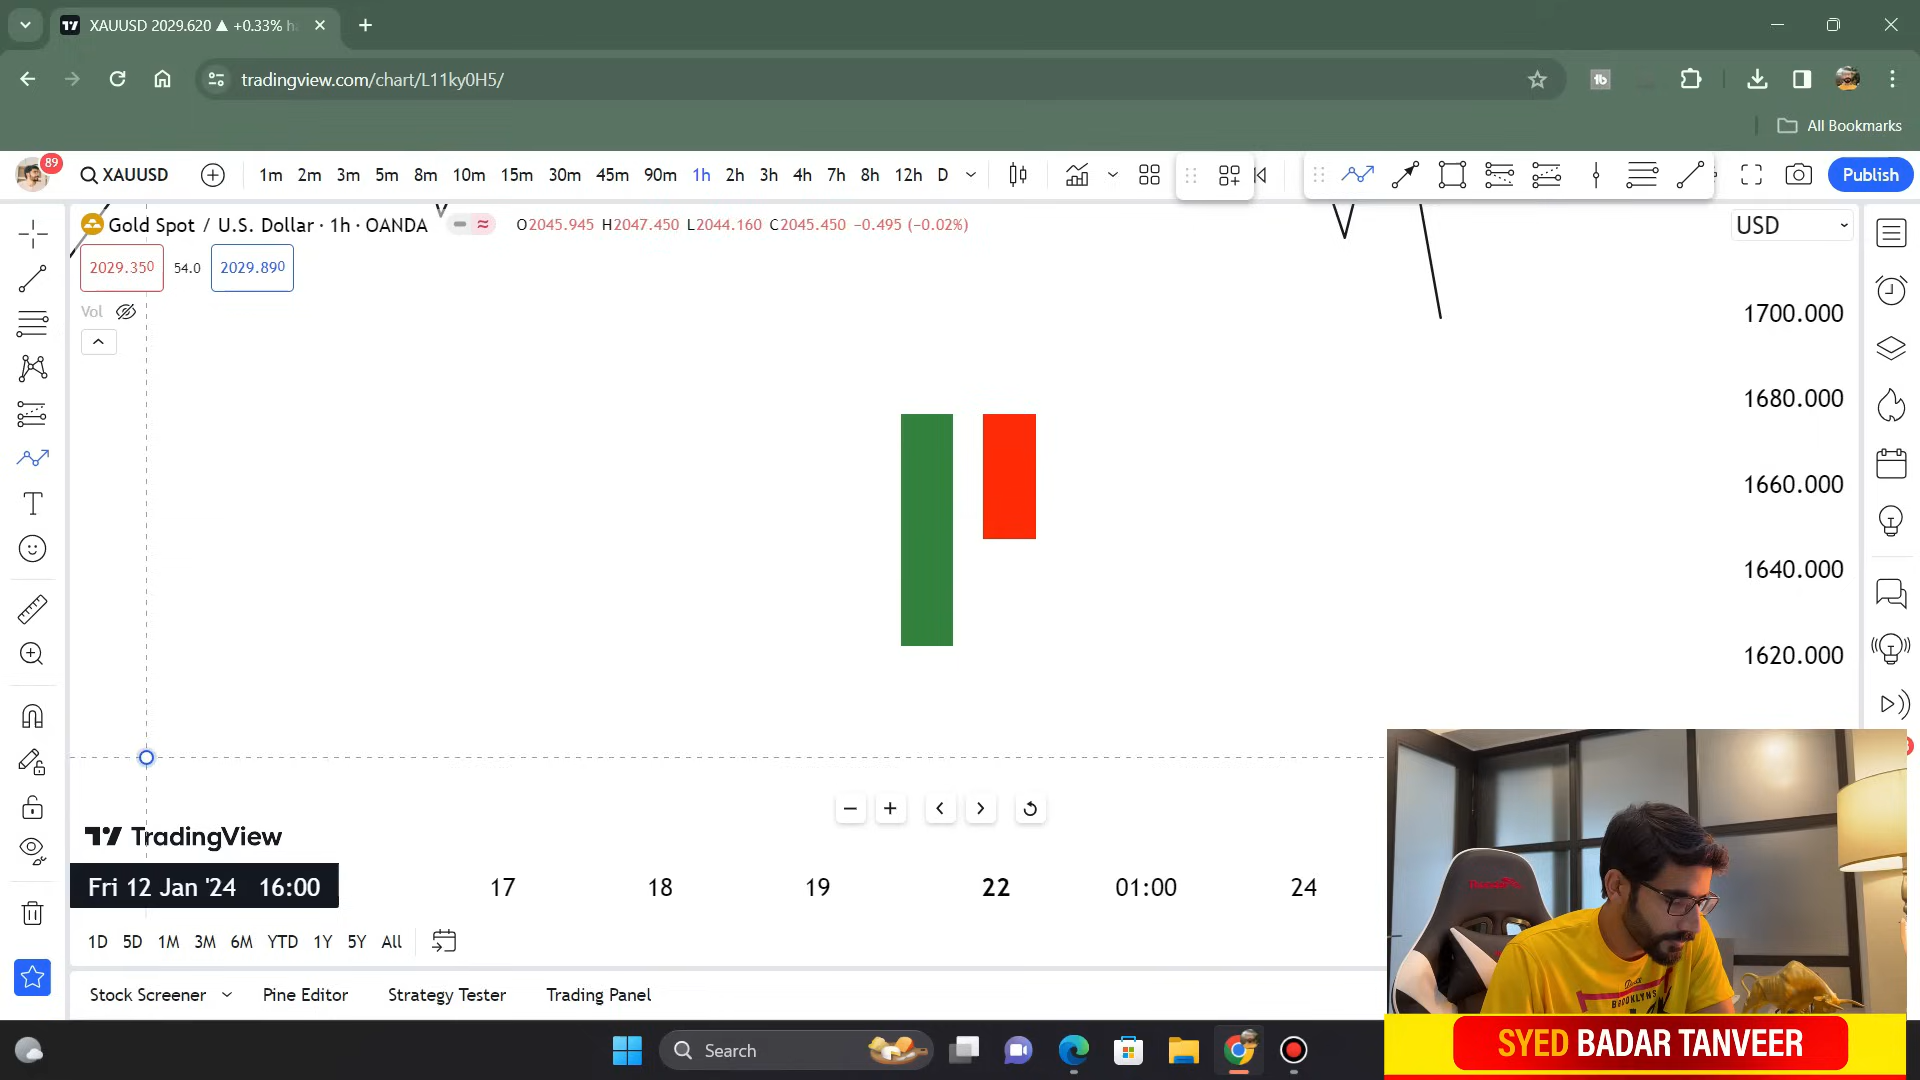 XAUUSD 2029.620 ▲ +0.33%
tradingview.com/chart/L11ky0H5/
All Bookmarks
89
XAUUSD 1m 2m 3m 5m 8m 10m 15m 30m 45m 90m 1h 2h 3h 4h 7h 8h 12h D Publish
Gold Spot / U.S. Dollar · 1h · OANDA O2045.945 H2047.450 L2044.160 C2045.450 −0.495 (−0.02%)
USD
2029.350 54.0 2029.890
Vol
1700.000
1680.000
1660.000
1640.000
1620.000
TradingView
Fri 12 Jan '24 16:00 17 18 19 22 01:00 24
1D 5D 1M 3M 6M YTD 1Y 5Y All
Stock Screener Pine Editor Strategy Tester Trading Panel
BROOKLYN'S
Search
SYED BADAR TANVEER